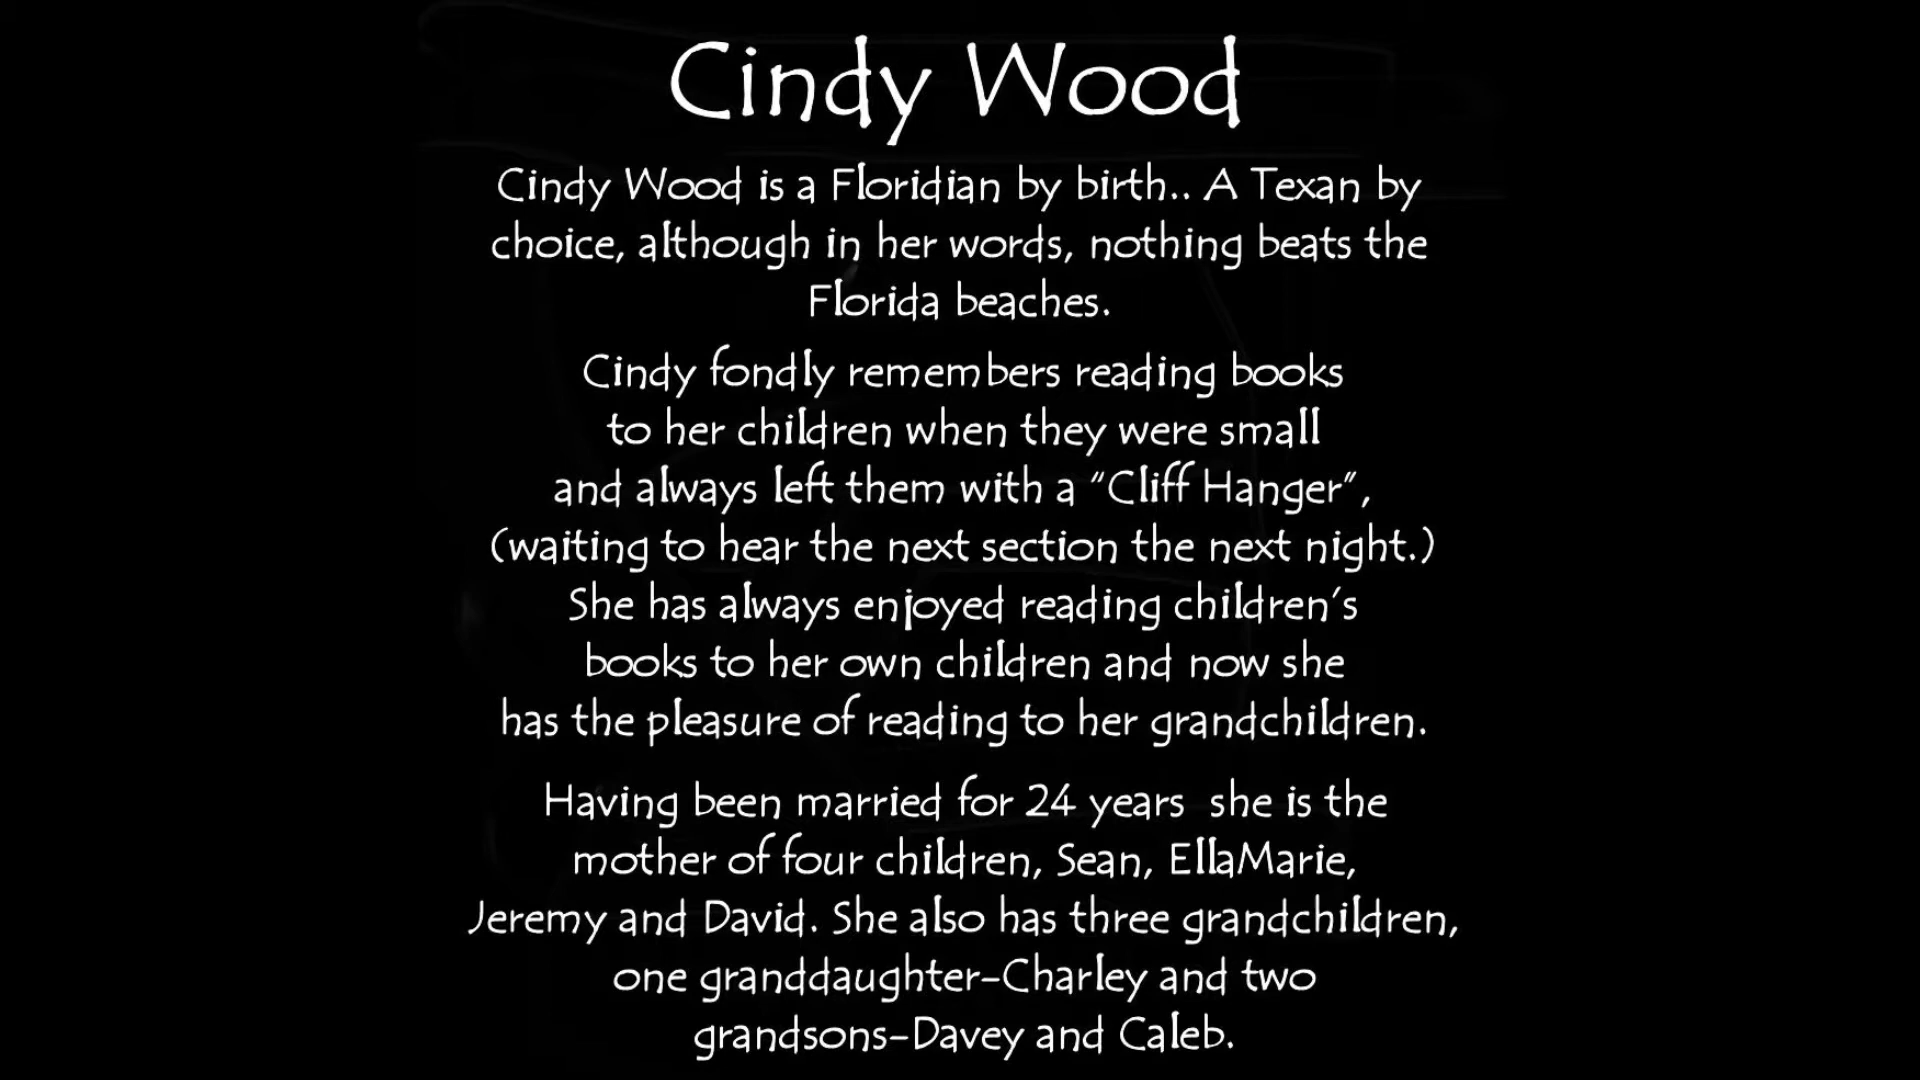 Cindy Wood
Cindy Wood is a Floridian by birth.. A Texan by
choice, although in her words, nothing beats the
Florida beaches.
Cindy fondly remembers reading books
to her children when they were small
and always left them with a “Cliff Hanger”,
(waiting to hear the next section the next night.)
She has always enjoyed reading children's
books to her own children and now she
has the pleasure of reading to her grandchildren.
Having been married for 24 years  she is the
mother of four children, Sean, EllaMarie,
Jeremy and David. She also has three grandchildren,
one granddaughter-Charley and two
grandsons-Davey and Caleb.